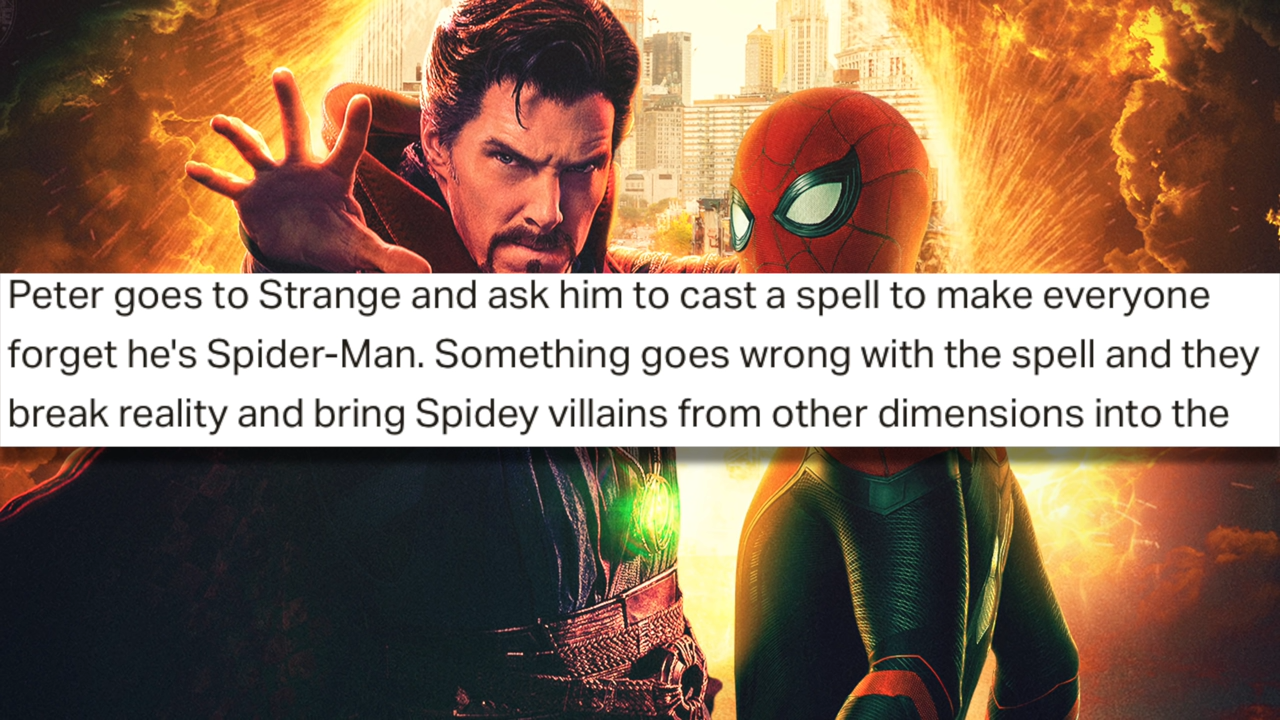 Peter goes to Strange and ask him to cast a spell to make everyone
forget he's Spider-Man. Something goes wrong with the spell and they
break reality and bring Spidey villains from other dimensions into the